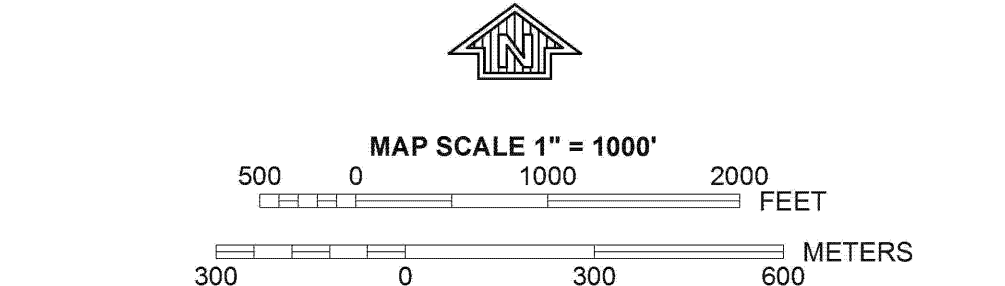 N
MAP SCALE 1" = 1000'
500 0 1000 2000
FEET
METERS
300 0 300 600